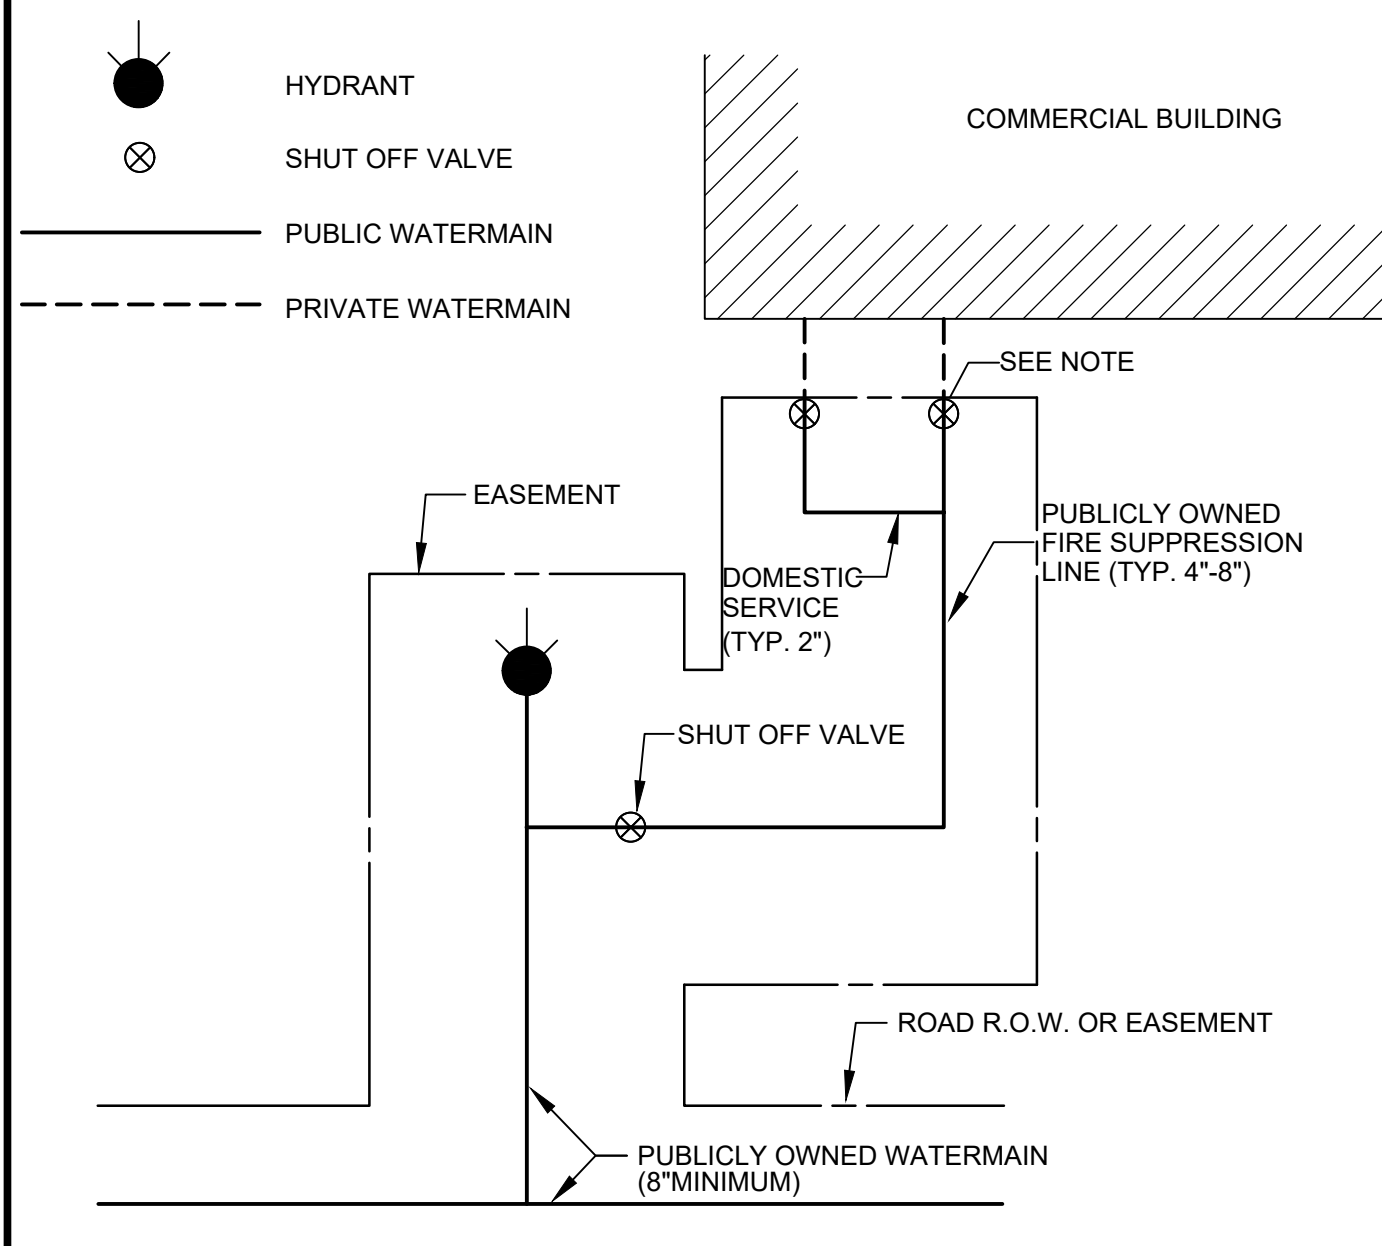 HYDRANT
COMMERCIAL BUILDING
SHUT OFF VALVE
PUBLIC WATERMAIN
PRIVATE WATERMAIN
SEE NOTE
EASEMENT
PUBLICLY OWNED
FIRE SUPPRESSION
LINE (TYP. 4"-8")
DOMESTIC
SERVICE
(TYP. 2")
SHUT OFF VALVE
ROAD R.O.W. OR EASEMENT
PUBLICLY OWNED WATERMAIN
(8"MINIMUM)